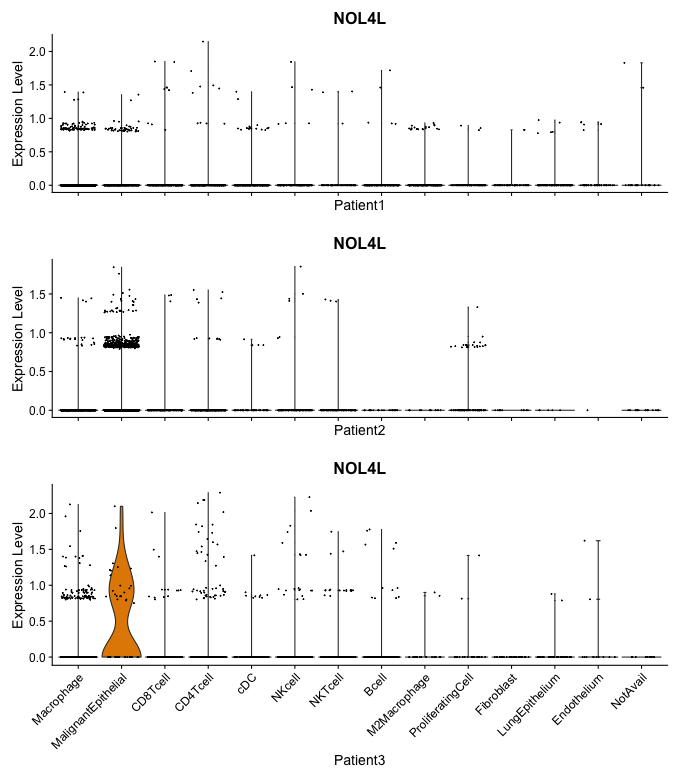 NOL4L
Expression Level
2.0
1.5
1.0
0.5
0.0
Patient1
NOL4L
Expression Level
1.5
1.0
0.5
0.0
Patient2
NOL4L
Expression Level
2.0
1.5
1.0
0.5
0.0
Macrophage
MalignantEpithelial
CD8Tcell
CD4Tcell
cDC
NKcell
NKTcell
Bcell
M2Macrophage
ProliferatingCell
Fibroblast
LungEpithelium
Endothelium
NotAvail
Patient3